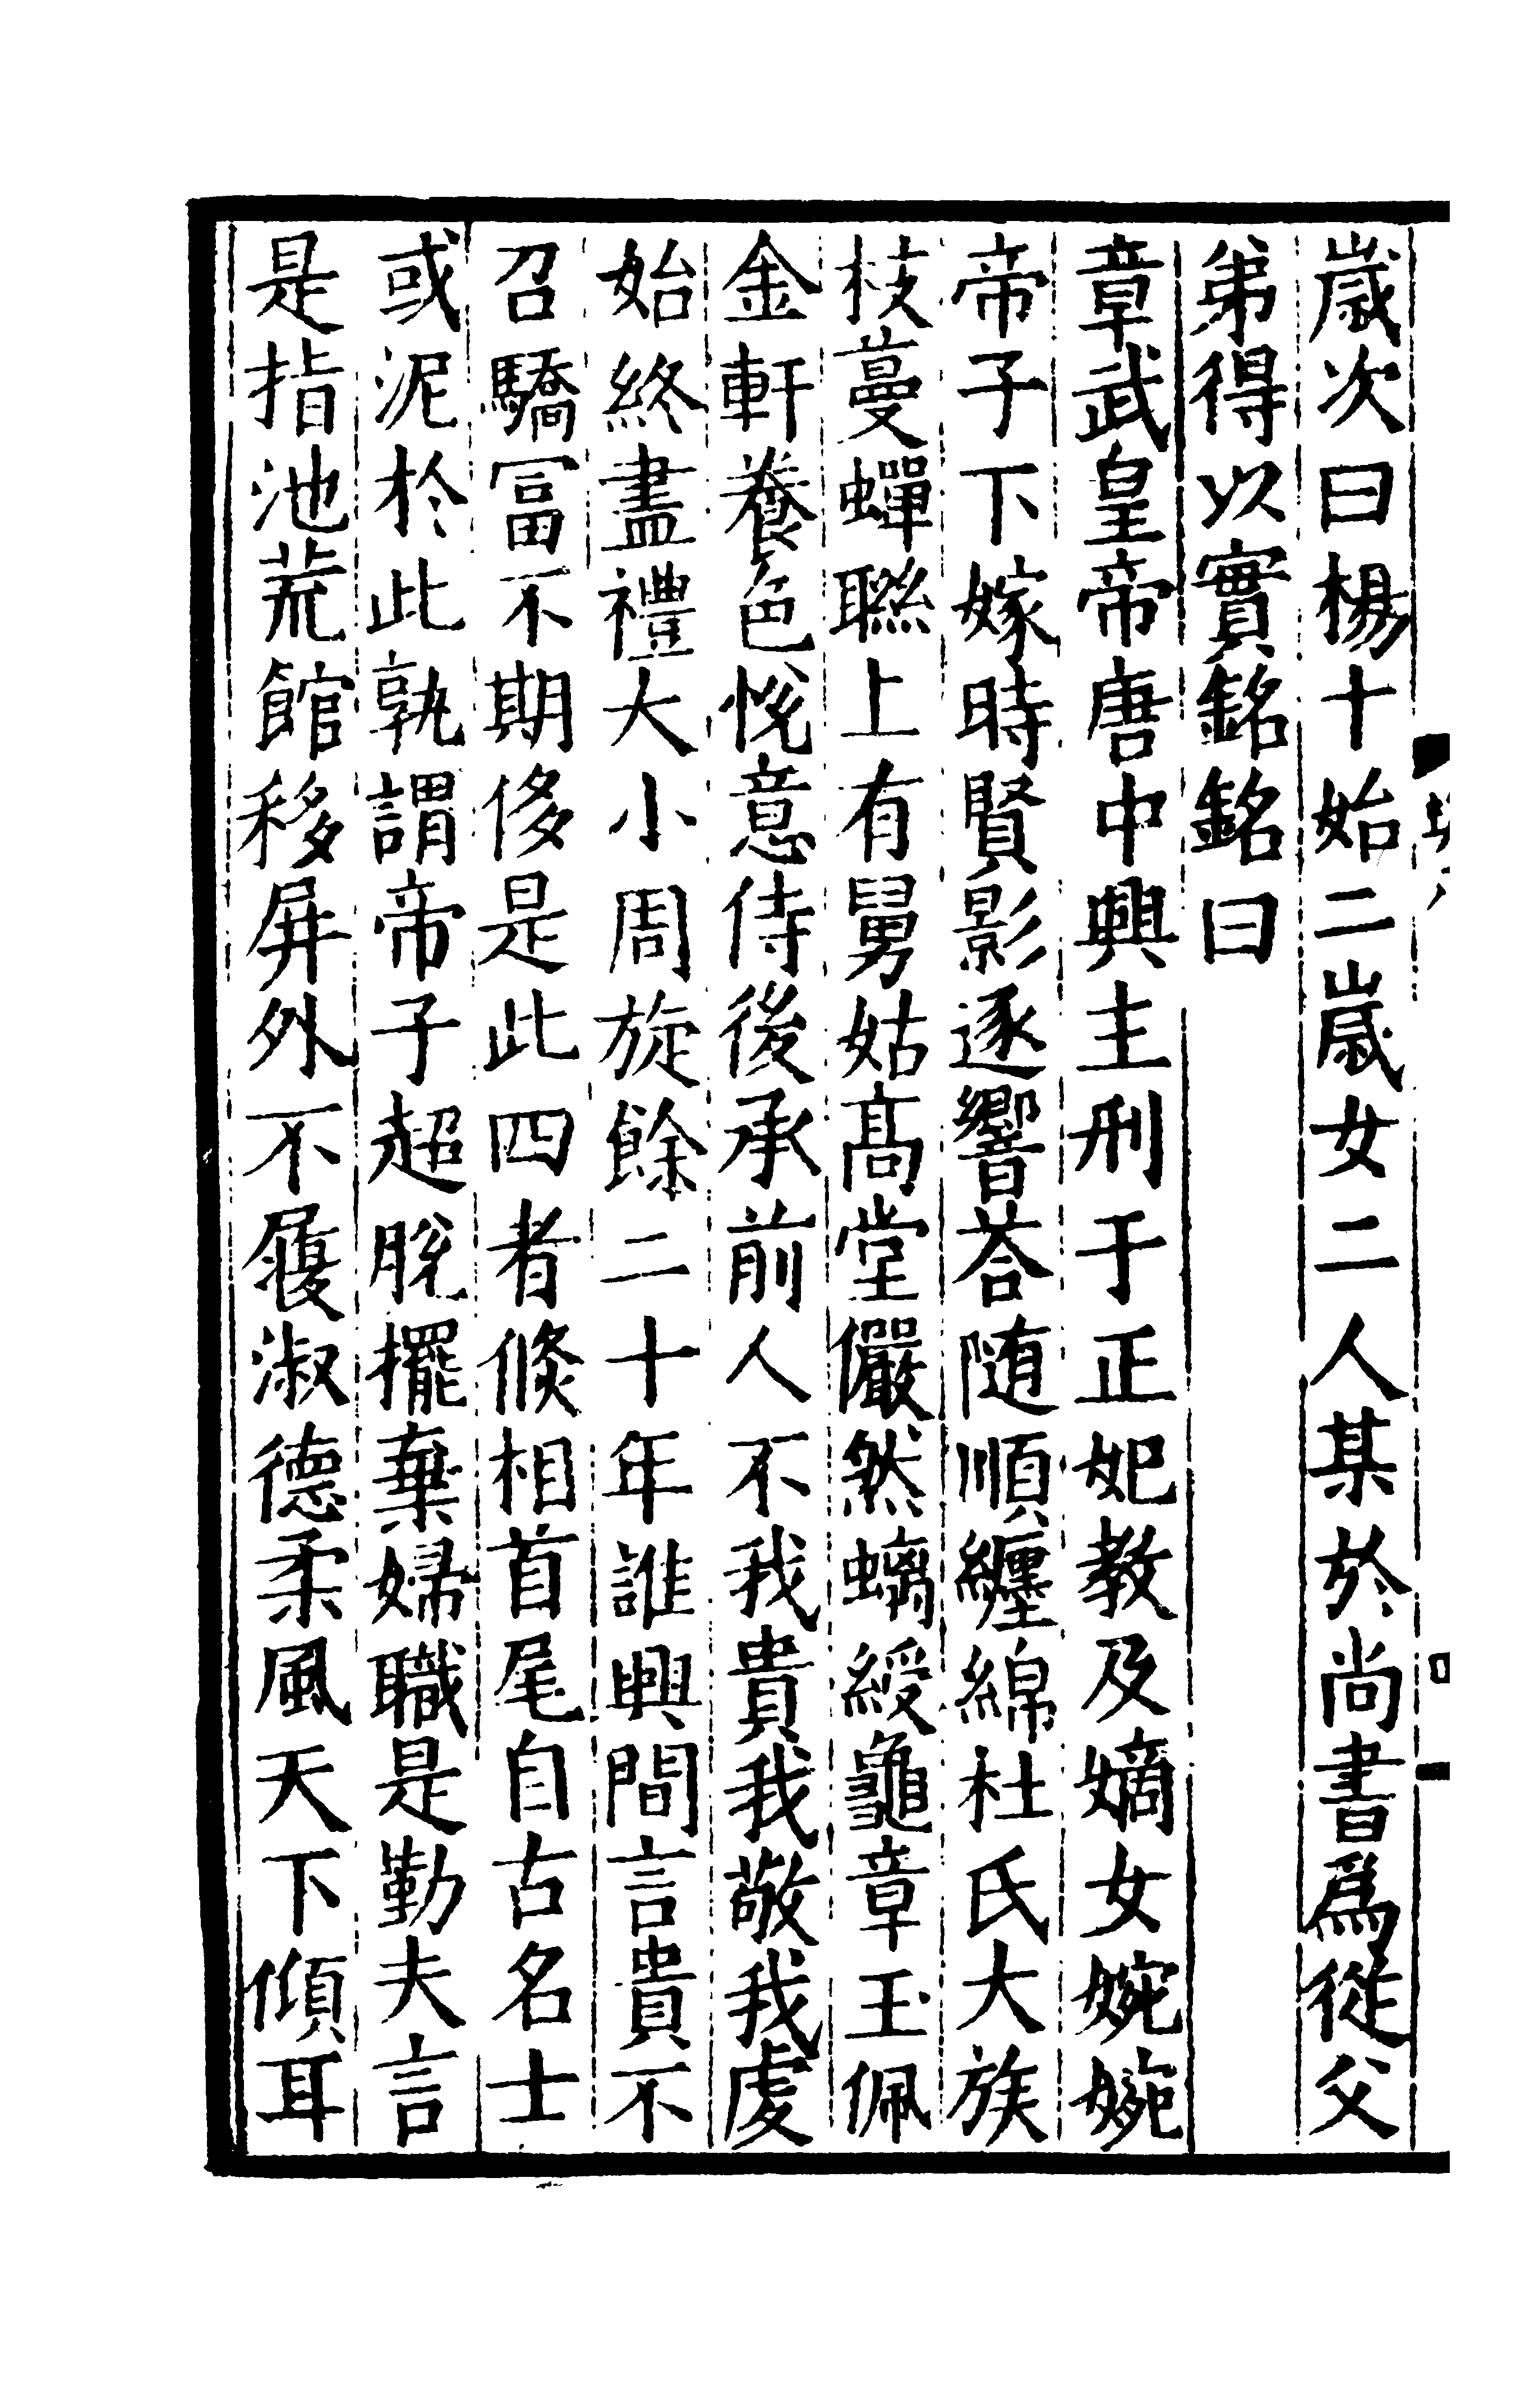 歲次曰楊十始二歲女二人某於尚書爲從父
弟得以實銘銘曰
章武皇帝唐中興主刑于正妃教及嫡女婉婉
帝子下嫁時賢影逐響荅随順纏綿杜氏大族
枝蔓蟬聯上有舅姑髙堂儼然螭綬龜章玉佩
金軒養色悅意侍後承前人不我貴我敬我處
始終盡禮大小周旋餘二十年誰興間言貴不
召驕冨不期侈是此四者倐相首尾自古名士
或泥於此孰謂帝子超脫擺棄婦職是勤夫言
是指池荒館移屏外不履淑德柔風天下傾耳